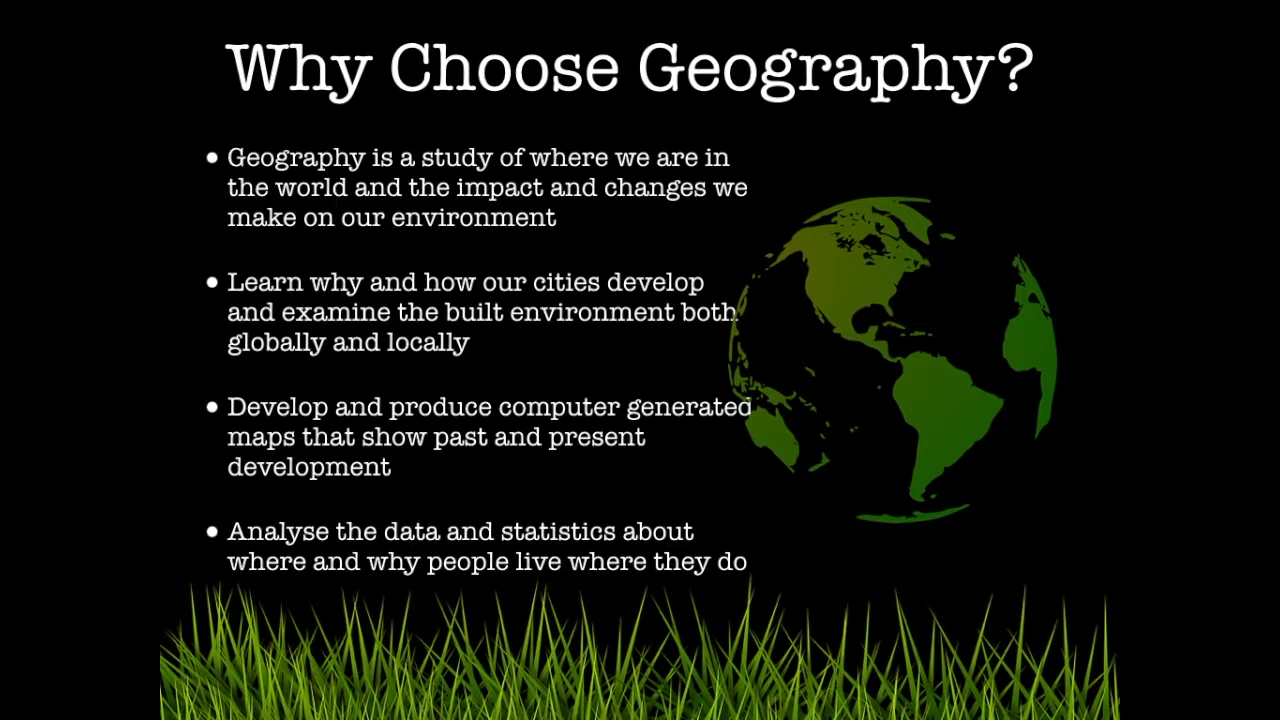 Why Choose Geography?
• Geography is a study of where we are in
the world and the impact and changes we
make on our environment
• Learn why and how our cities develop
and examine the built environment both
globally and locally
• Develop and produce computer generated
maps that show past and present
development
• Analyse the data and statistics about
where and why people live where they do